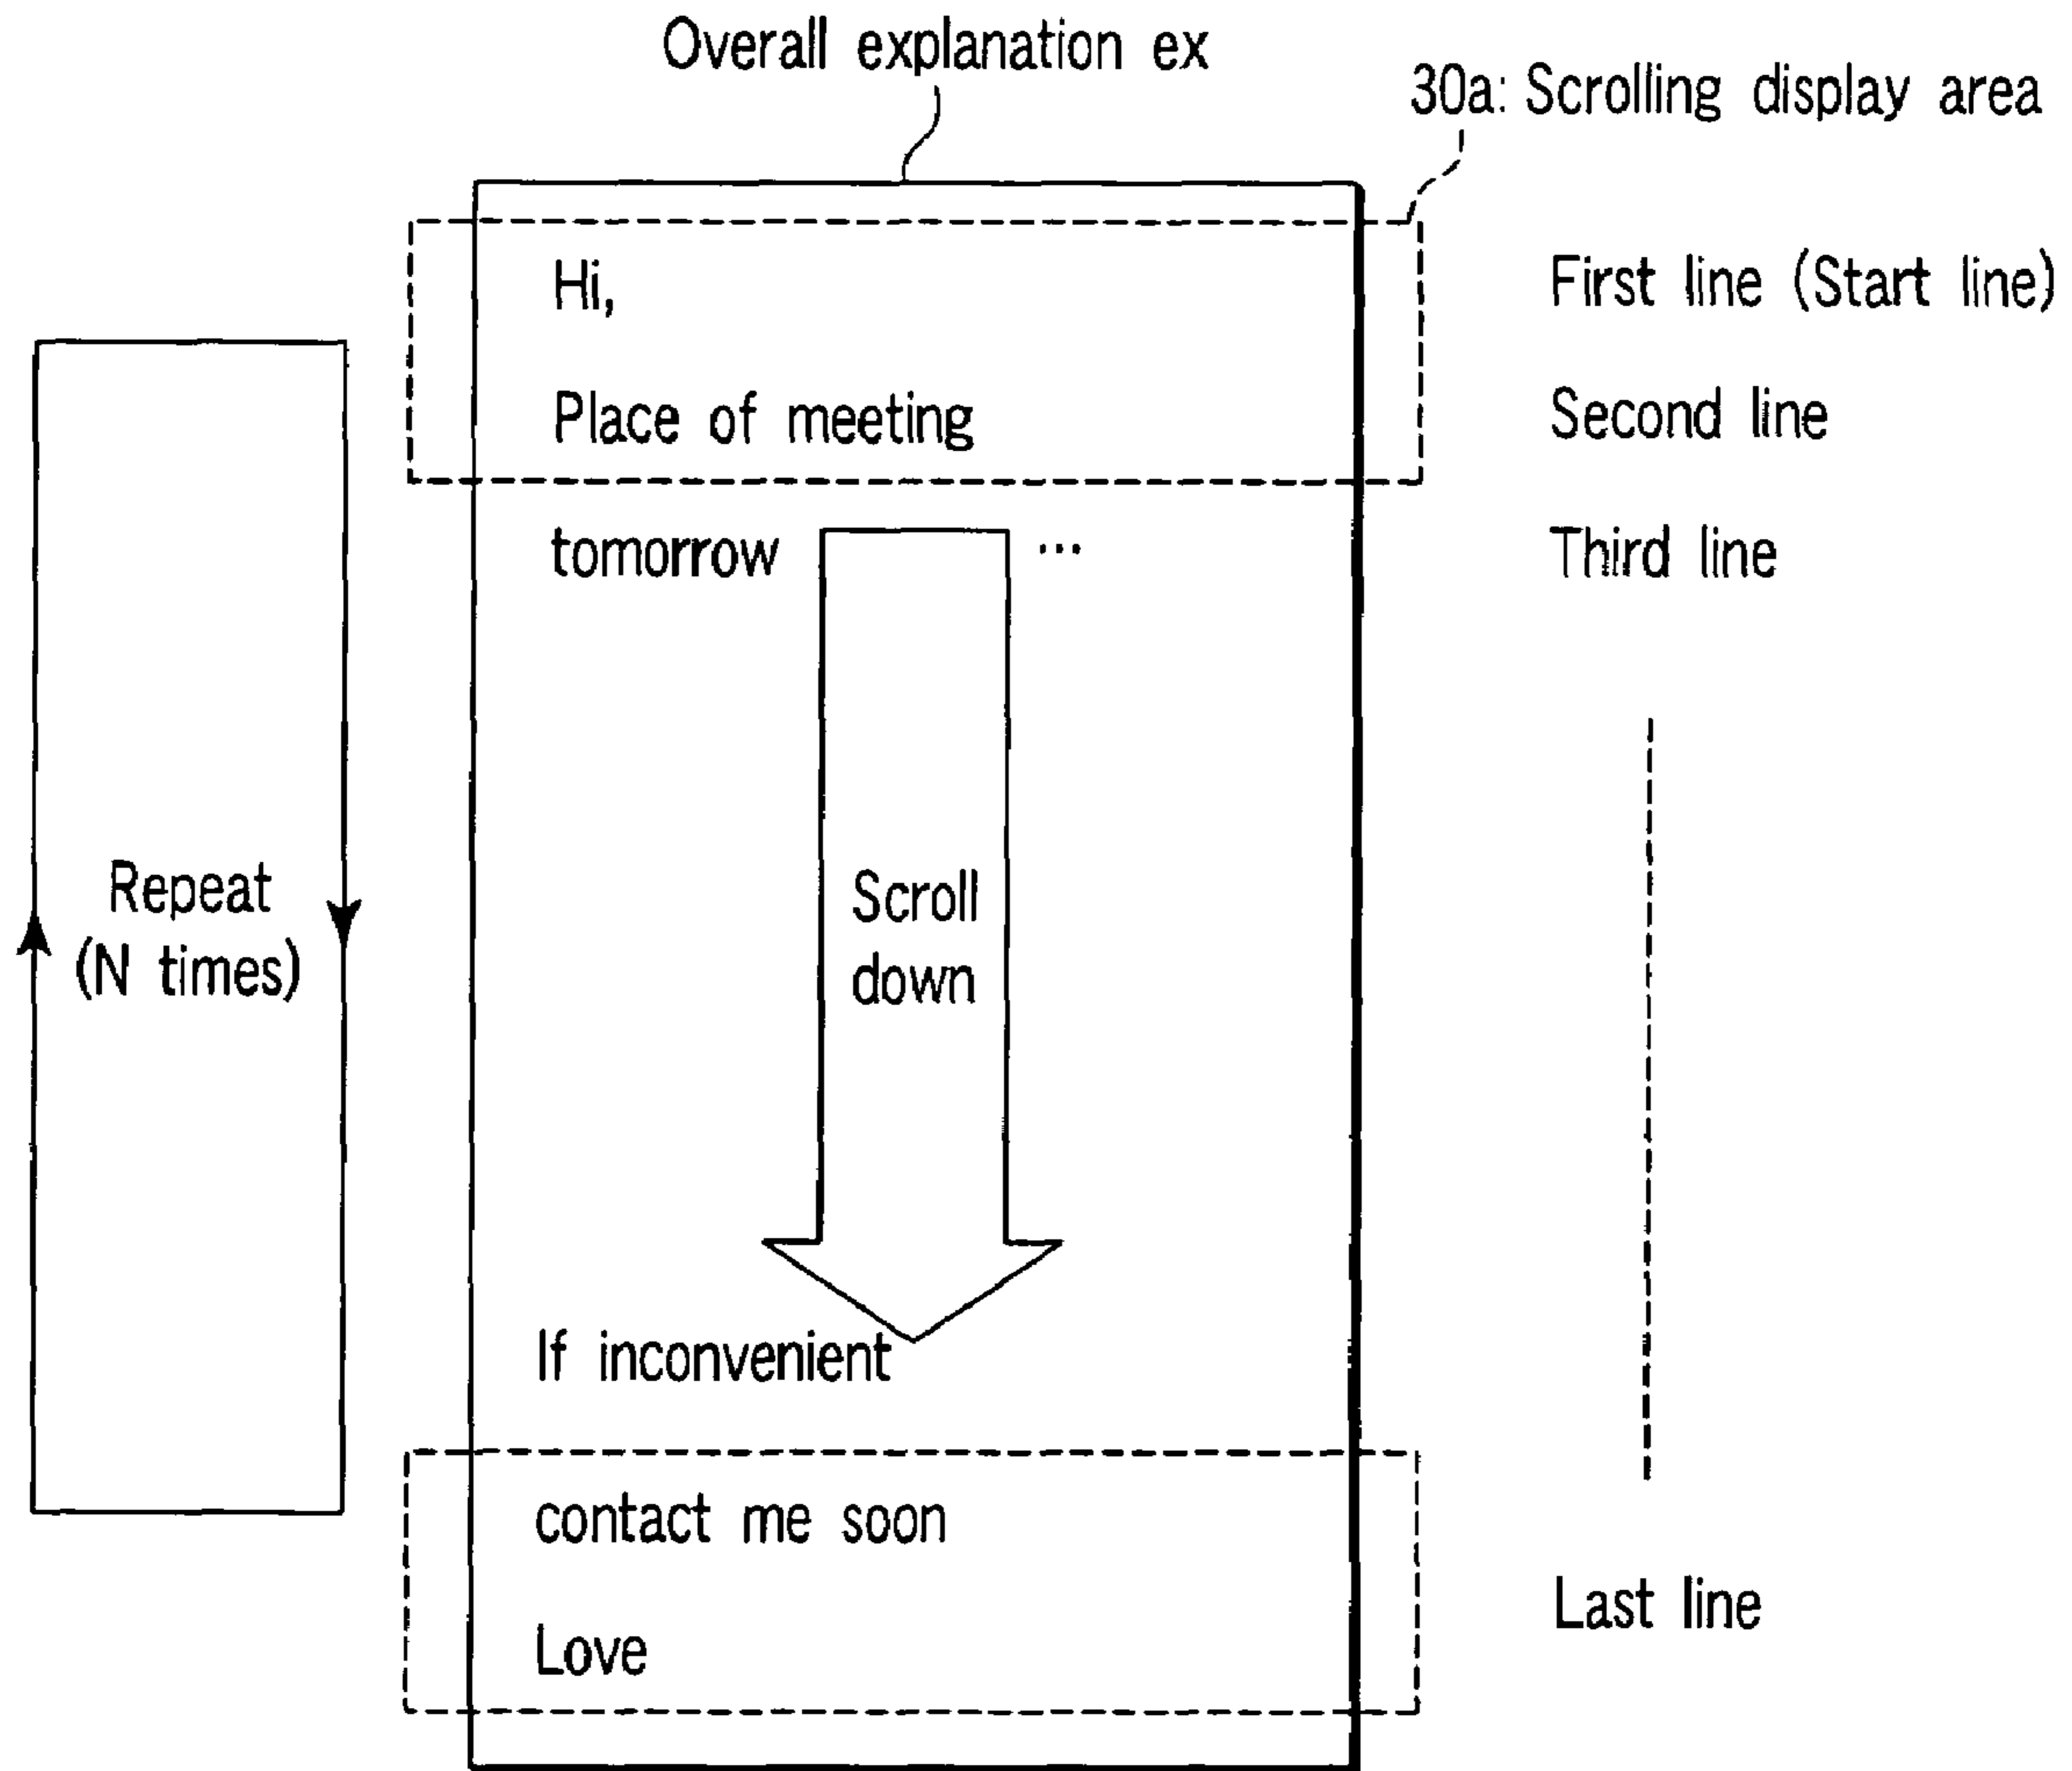 Overall explanation ex
30a: Scrolling display area
Hi,
First line (Start line)
Place of meeting
Second line
tomorrow ...
Third line
Repeat
(N times)
Scroll
down
If inconvenient
contact me soon
Last line
Love